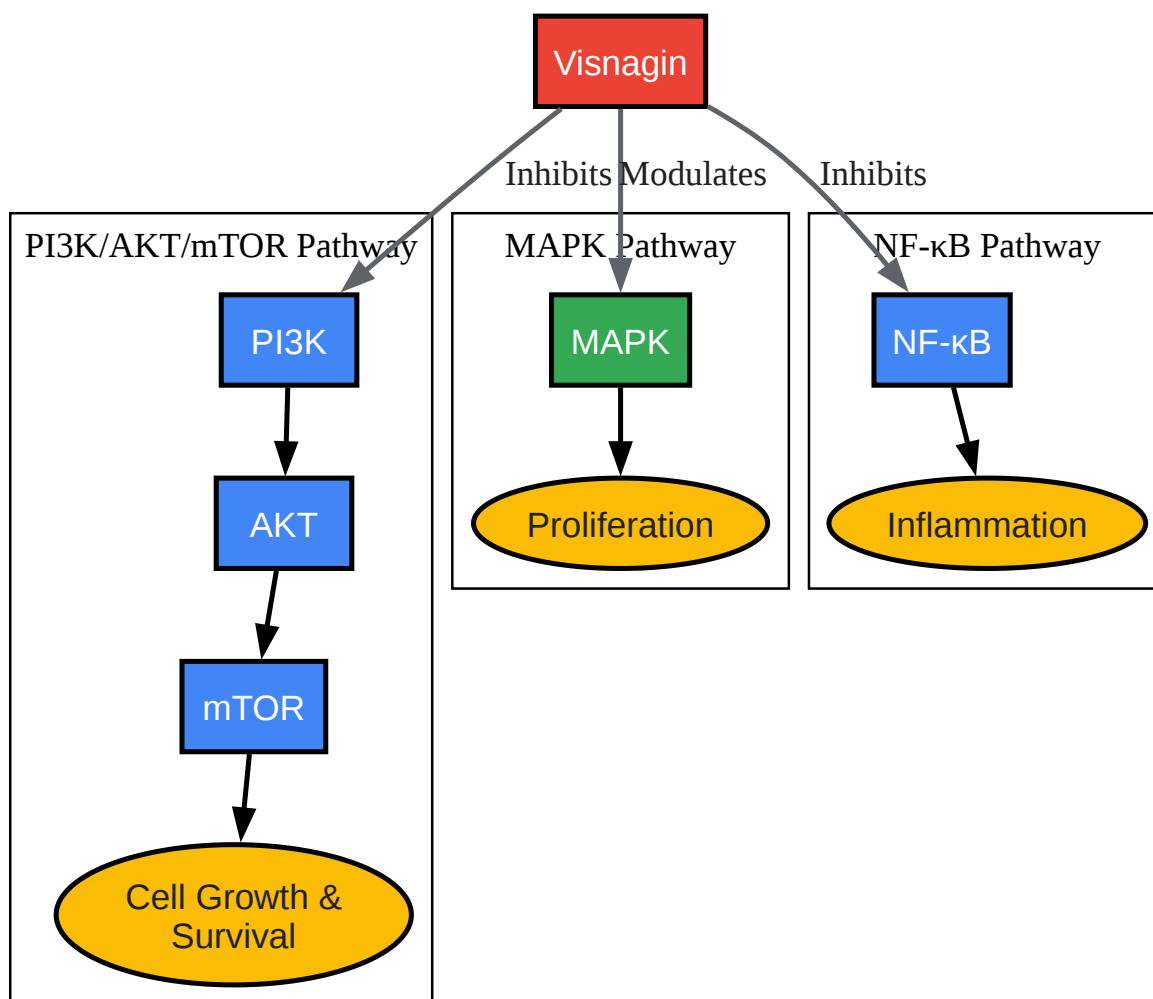 Visnagin
Inhibits
Modulates
Inhibits
PI3K/AKT/mTOR Pathway
MAPK Pathway
NF-κB Pathway
PI3K
MAPK
NF-κB
AKT
Proliferation
Inflammation
mTOR
Cell Growth &
Survival